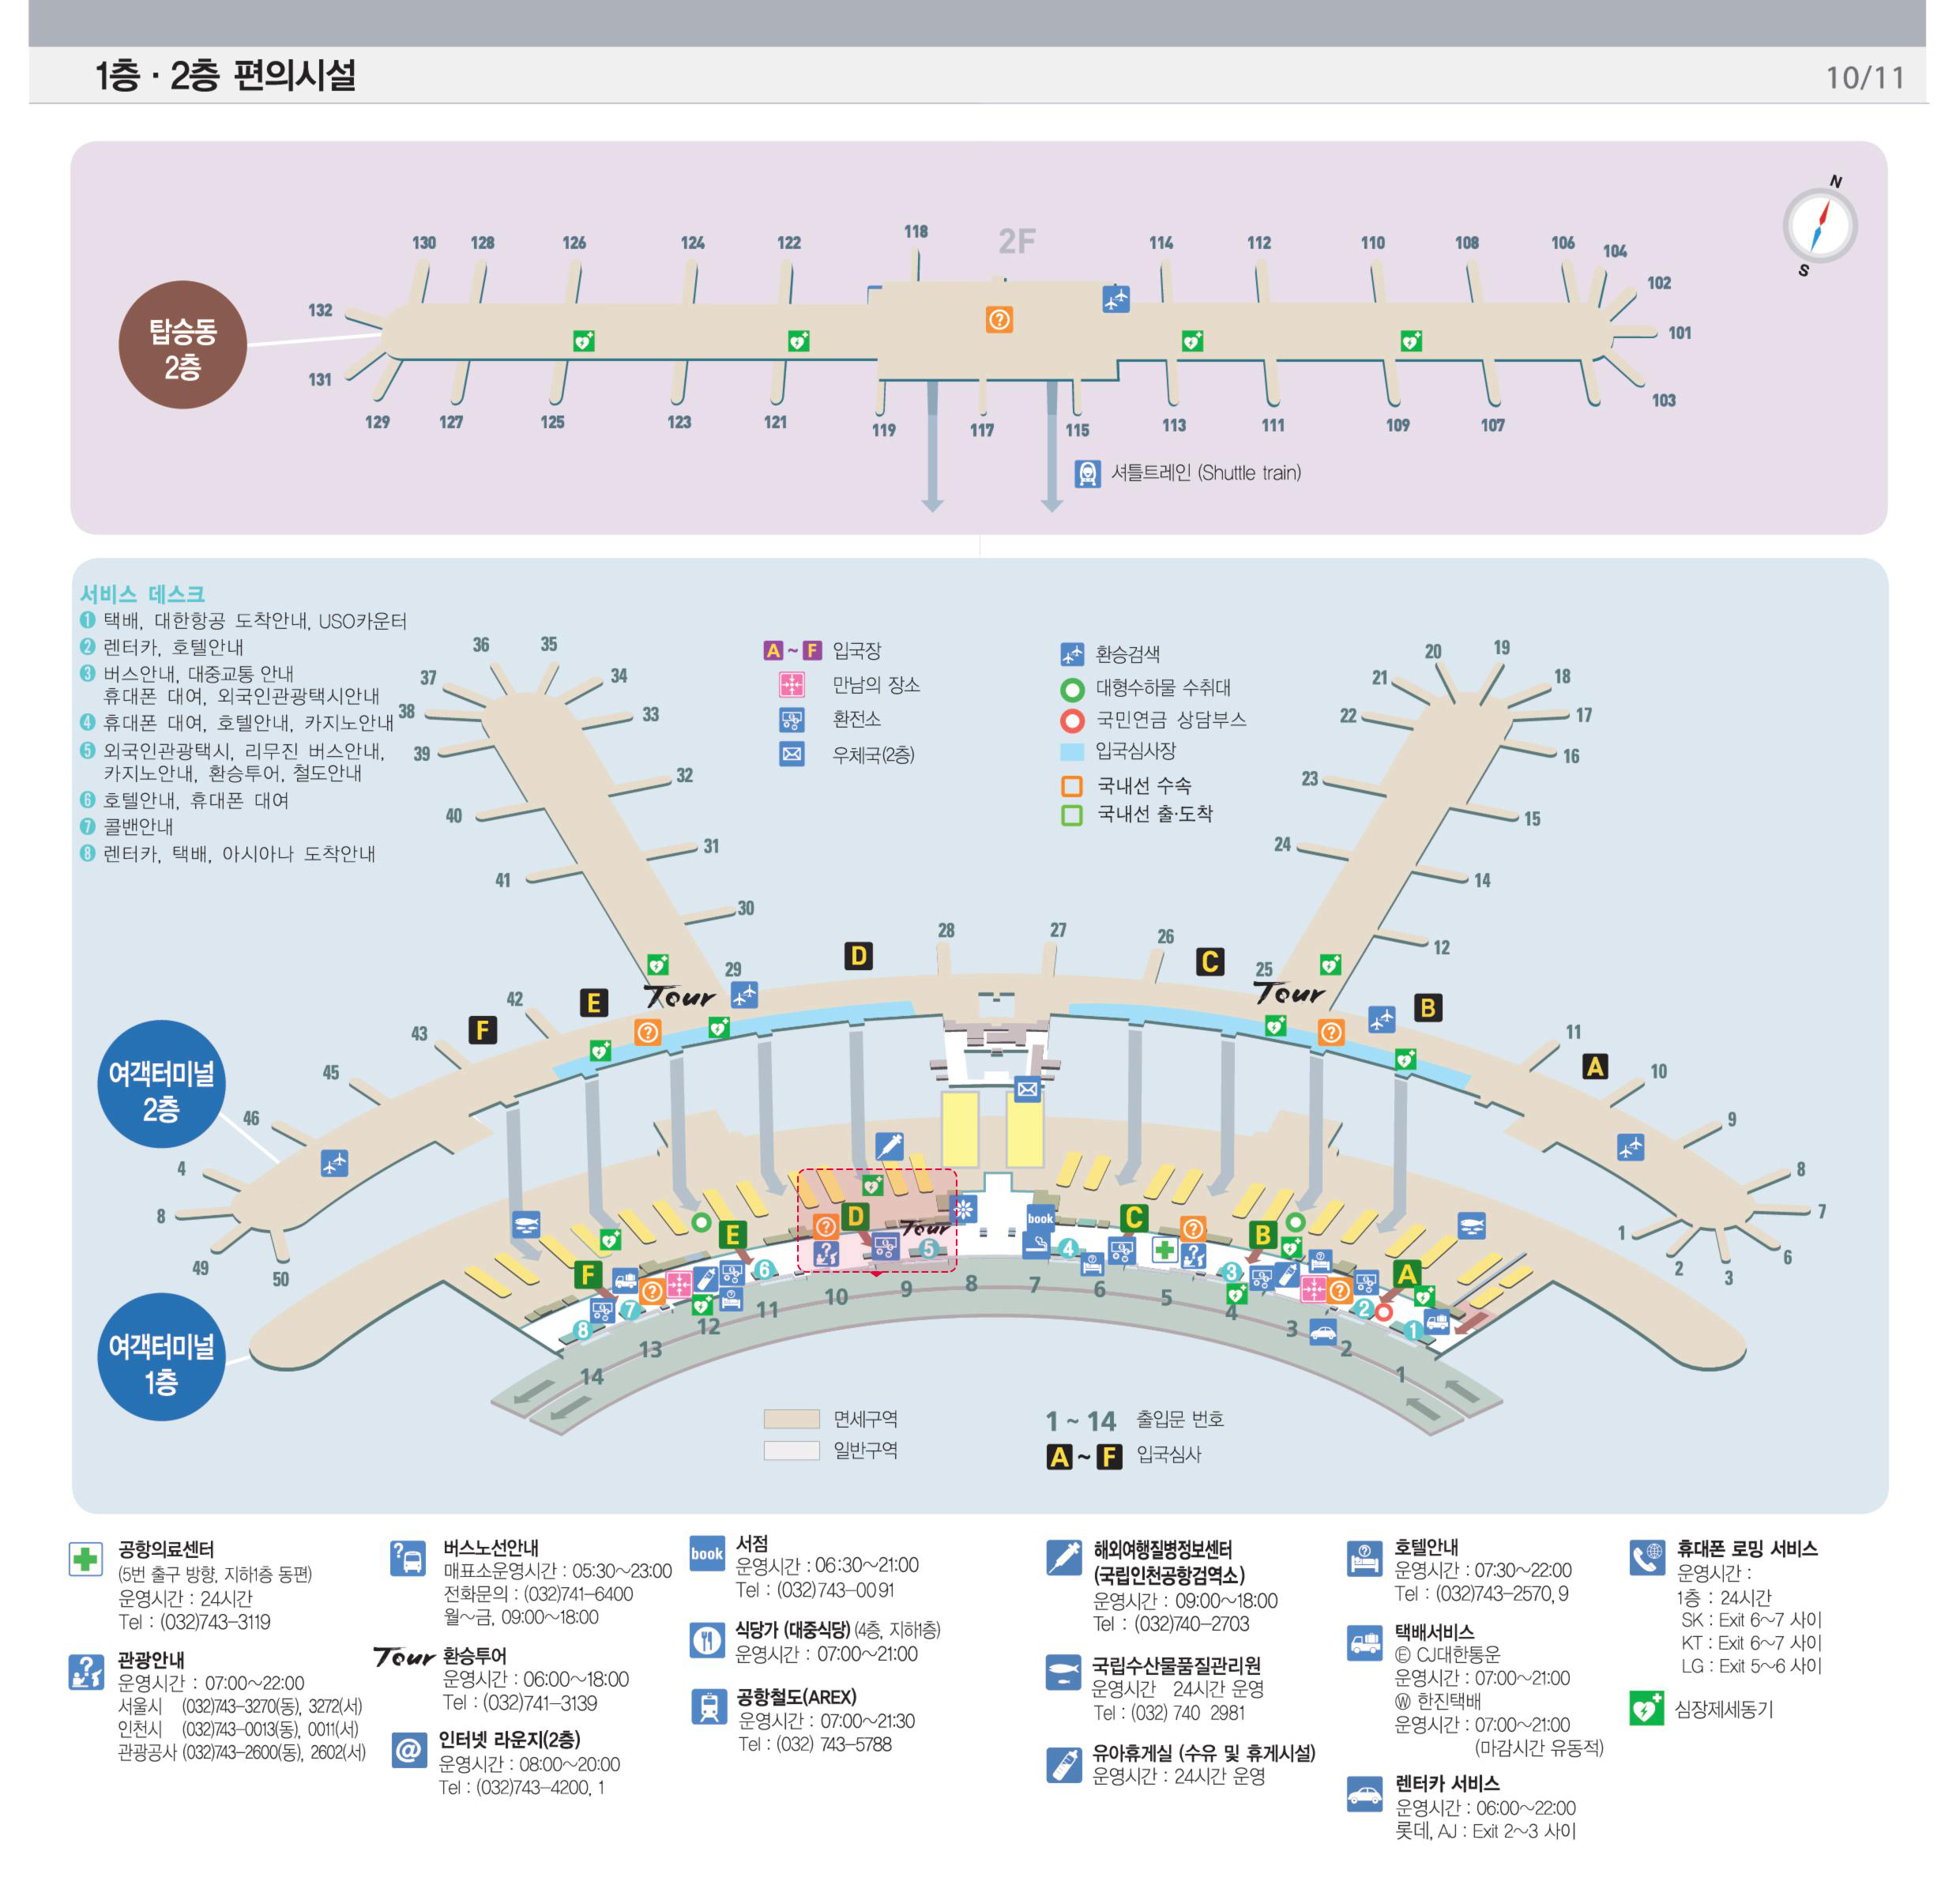 1층 · 2층 편의시설
10/11
N
S
2F
130
128
126
124
122
118
114
112
110
108
106
104
102
101
103
132
131
129
127
125
123
121
119
117
115
113
111
109
107
탑승동
2층
셔틀트레인 (Shuttle train)
서비스 데스크
1 택배, 대한항공 도착안내, USO카운터
2 렌터카, 호텔안내
3 버스안내, 대중교통 안내
휴대폰 대여, 외국인관광택시안내
4 휴대폰 대여, 호텔안내, 카지노안내
5 외국인관광택시, 리무진 버스안내,
카지노안내, 환승투어, 철도안내
6 호텔안내, 휴대폰 대여
7 콜밴안내
8 렌터카, 택배, 아시아나 도착안내
A ~ F 입국장
만남의 장소
환전소
우체국(2층)
환승검색
대형수하물 수취대
국민연금 상담부스
입국심사장
국내선 수속
국내선 출·도착
36
35
34
33
32
31
30
29
37
38
39
40
41
42
43
45
46
4
8
49
50
28
27
26
25
24
23
22
21
20
19
18
17
16
15
14
12
11
10
9
8
7
6
3
2
1
F
E
D
C
B
A
Tour
Tour
여객터미널
2층
여객터미널
1층
F
E
D
C
B
A
Tour
book
8
7
6
5
4
3
2
1
14
13
12
11
10
9
8
7
6
5
4
3
2
1
면세구역
일반구역
1 ~ 14 출입문 번호
A ~ F 입국심사
공항의료센터
(5번 출구 방향, 지하1층 동편)
운영시간 : 24시간
Tel : (032)743-3119
관광안내
운영시간 : 07:00~22:00
서울시 (032)743-3270(동), 3272(서)
인천시 (032)743-0013(동), 0011(서)
관광공사 (032)743-2600(동), 2602(서)
버스노선안내
매표소운영시간 : 05:30~23:00
전화문의 : (032)741-6400
월~금, 09:00~18:00
Tour 환승투어
운영시간 : 06:00~18:00
Tel : (032)741-3139
@ 인터넷 라운지(2층)
운영시간 : 08:00~20:00
Tel : (032)743-4200, 1
book 서점
운영시간 : 06:30~21:00
Tel : (032)743-0091
식당가 (대중식당) (4층, 지하1층)
운영시간 : 07:00~21:00
공항철도(AREX)
운영시간 : 07:00~21:30
Tel : (032) 743-5788
해외여행질병정보센터
(국립인천공항검역소)
운영시간 : 09:00~18:00
Tel : (032)740-2703
국립수산물품질관리원
운영시간 24시간 운영
Tel : (032) 740 2981
유아휴게실 (수유 및 휴게시설)
운영시간 : 24시간 운영
호텔안내
운영시간 : 07:30~22:00
Tel : (032)743-2570, 9
택배서비스
Ⓔ CJ대한통운
운영시간 : 07:00~21:00
Ⓦ 한진택배
운영시간 : 07:00~21:00
(마감시간 유동적)
렌터카 서비스
운영시간 : 06:00~22:00
롯데, AJ : Exit 2~3 사이
휴대폰 로밍 서비스
운영시간 :
1층 : 24시간
SK : Exit 6~7 사이
KT : Exit 6~7 사이
LG : Exit 5~6 사이
심장제세동기